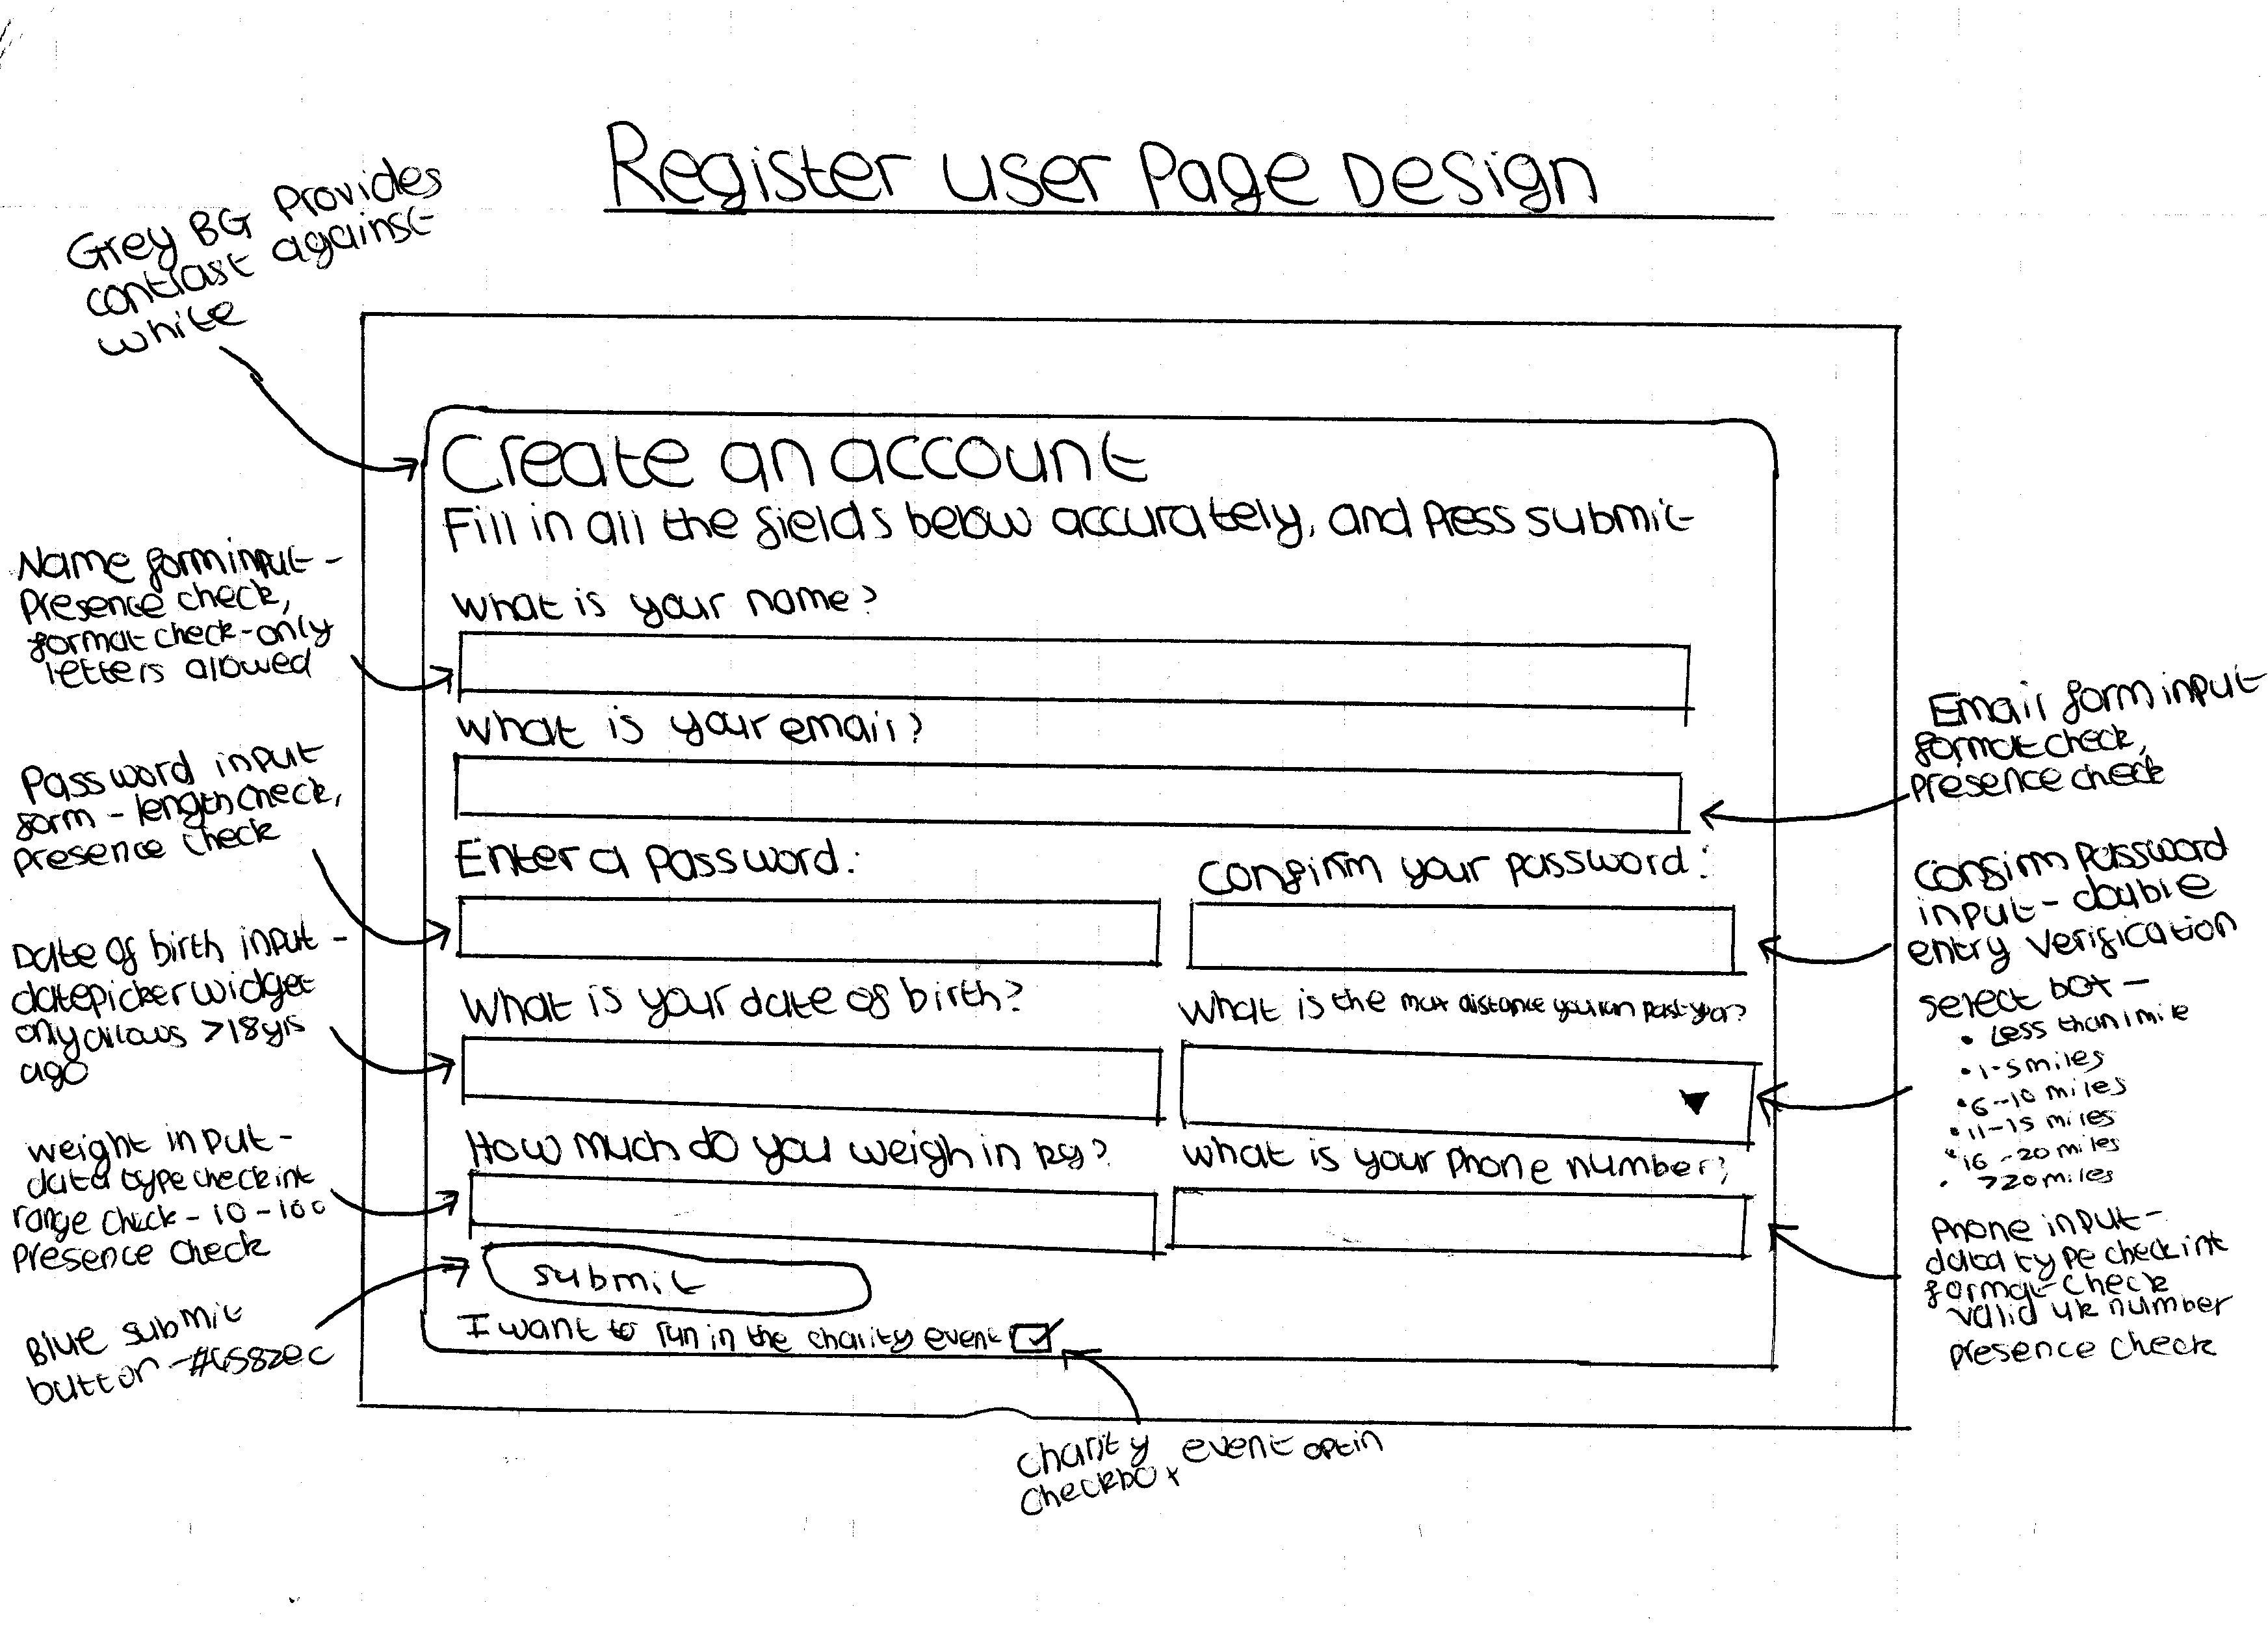 Register user Page Design
Grey BG Provides
contrast against
white
Create an account
Fill in all the fields below accurately, and press submit
Name form input -
Presence check,
format check - only
letters allowed
What is your name?
What is your email?
Email form input
format check,
presence check
Password input
form - length check,
presence check
Enter a password:
Confirm your password:
Confirm password
input - double
entry verification
Date of birth input -
datepicker widget
only allows >18yrs
ago
What is your date of birth?
What is the max distance you run past year?
Select box -
• Less than 1 mile
• 1-5 miles
• 6-10 miles
• 11-15 miles
• 16-20 miles
• >20 miles
weight input -
data type check int
range check - 10-100
presence check
How much do you weigh in kg?
What is your phone number?
Phone input -
data type check int
format check
valid uk number
presence check
submit
Blue submit
button -
I want to run in the charity event
charity event optin
checkbox